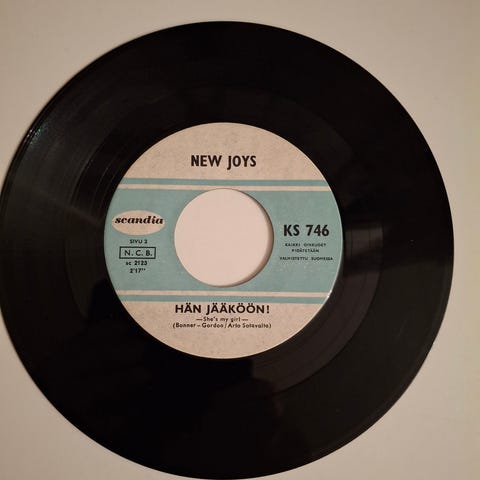 NEW JOYS
scandia
SIVU 2
N.C.B.
sc 2123
2'17"
KS 746
KAIKKI OIKEUDET
PIDÄTETÄÄN
VALMISTETTU SUOMESSA
HÄN JÄÄKÖÖN!
—She's my girl—
(Bonner – Gordon/Arto Sotavalta)